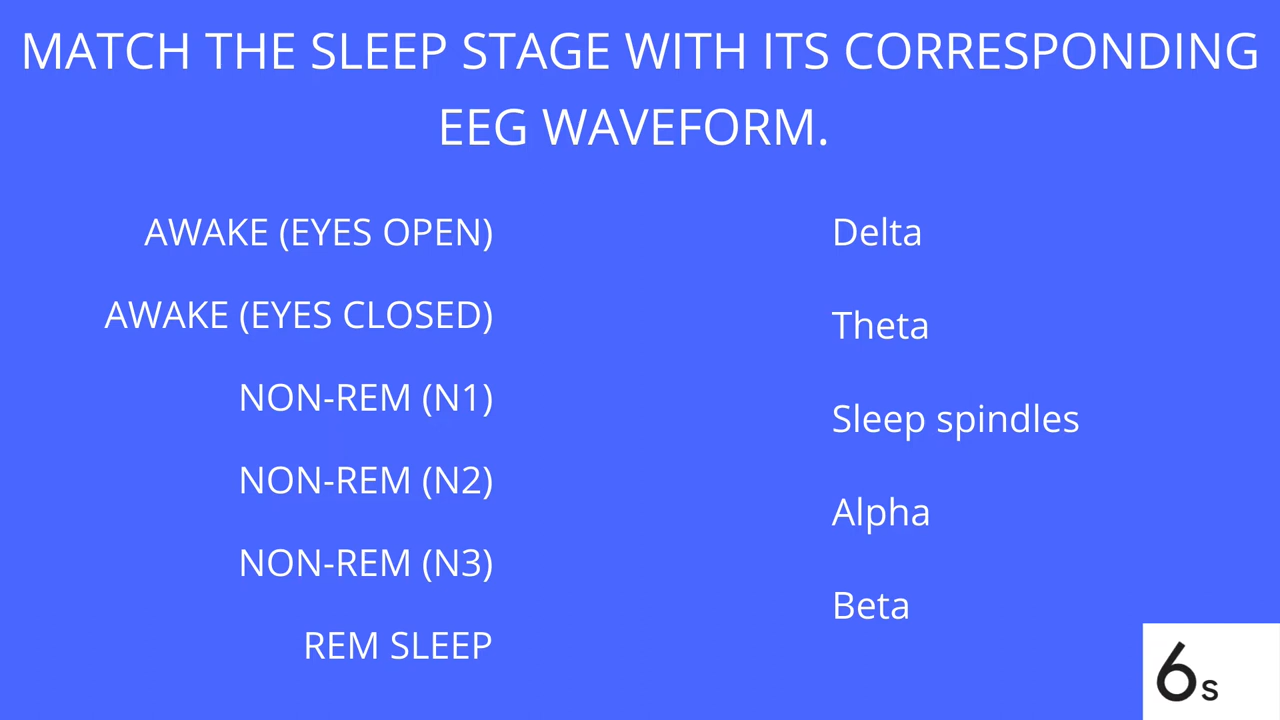 MATCH THE SLEEP STAGE WITH ITS CORRESPONDING
EEG WAVEFORM.
AWAKE (EYES OPEN)
AWAKE (EYES CLOSED)
NON-REM (N1)
NON-REM (N2)
NON-REM (N3)
REM SLEEP
Delta
Theta
Sleep spindles
Alpha
Beta
6s